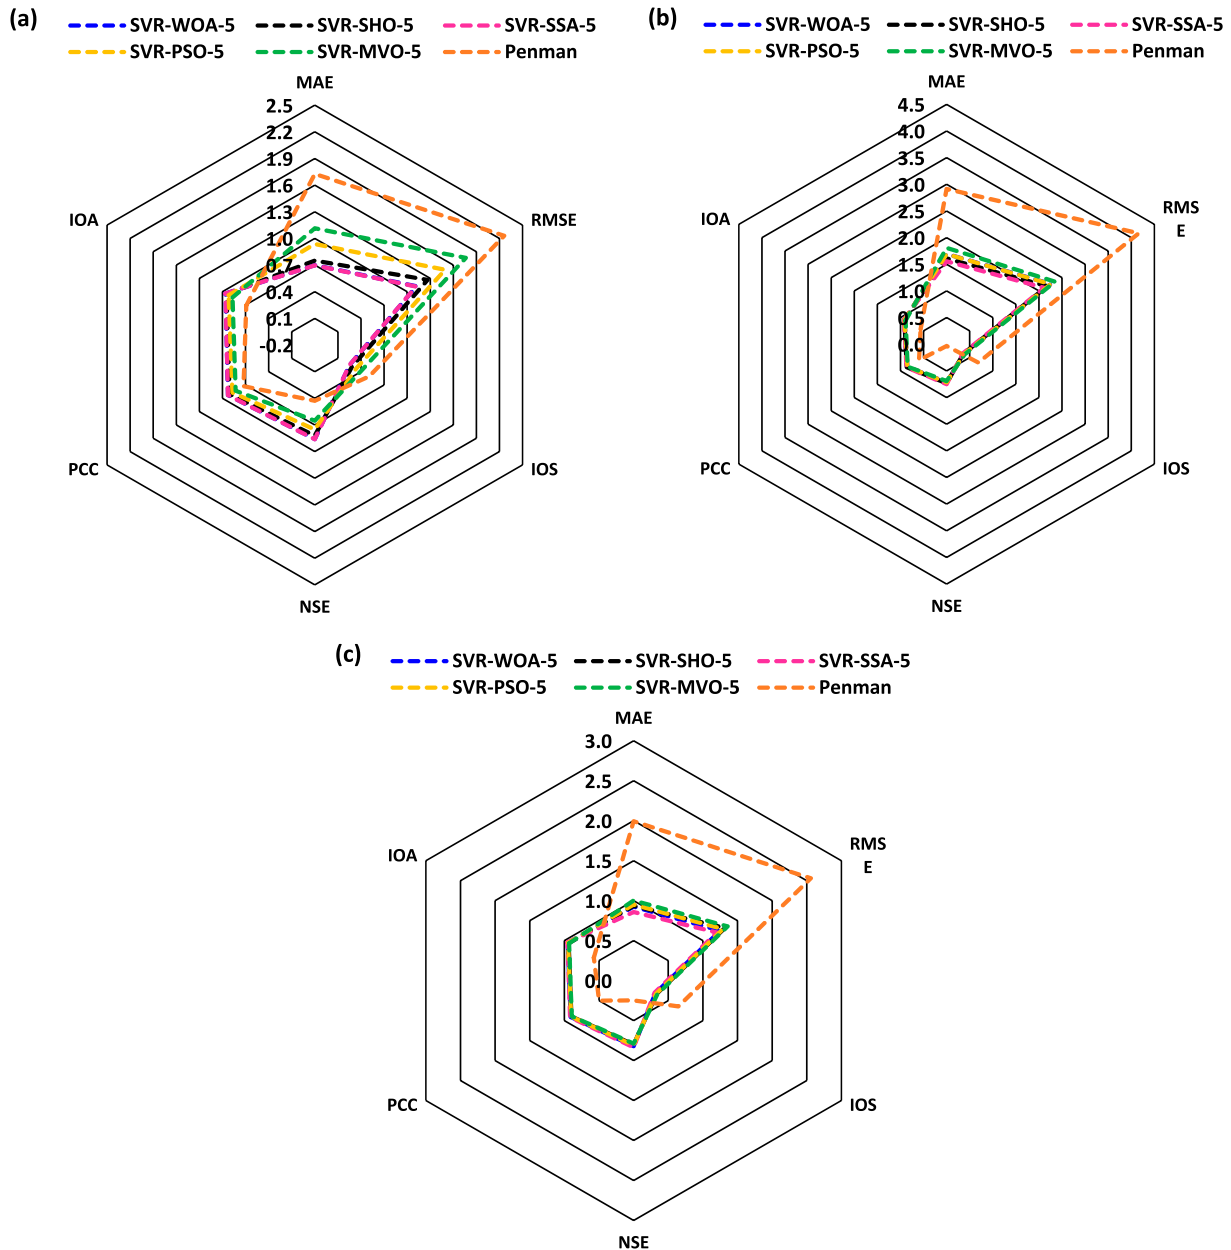 (a)
SVR-WOA-5 SVR-SHO-5 SVR-SSA-5
SVR-PSO-5 SVR-MVO-5 Penman
MAE
2.5
2.2
1.9
1.6
1.3
1.0
0.7
0.4
0.1
-0.2
IOA
RMSE
PCC
IOS
NSE
(b)
SVR-WOA-5 SVR-SHO-5 SVR-SSA-5
SVR-PSO-5 SVR-MVO-5 Penman
MAE
4.5
4.0
3.5
3.0
2.5
2.0
1.5
1.0
0.5
0.0
IOA
RMS
E
PCC
IOS
NSE
(c)
SVR-WOA-5 SVR-SHO-5 SVR-SSA-5
SVR-PSO-5 SVR-MVO-5 Penman
MAE
3.0
2.5
2.0
1.5
1.0
0.5
0.0
IOA
RMS
E
PCC
IOS
NSE